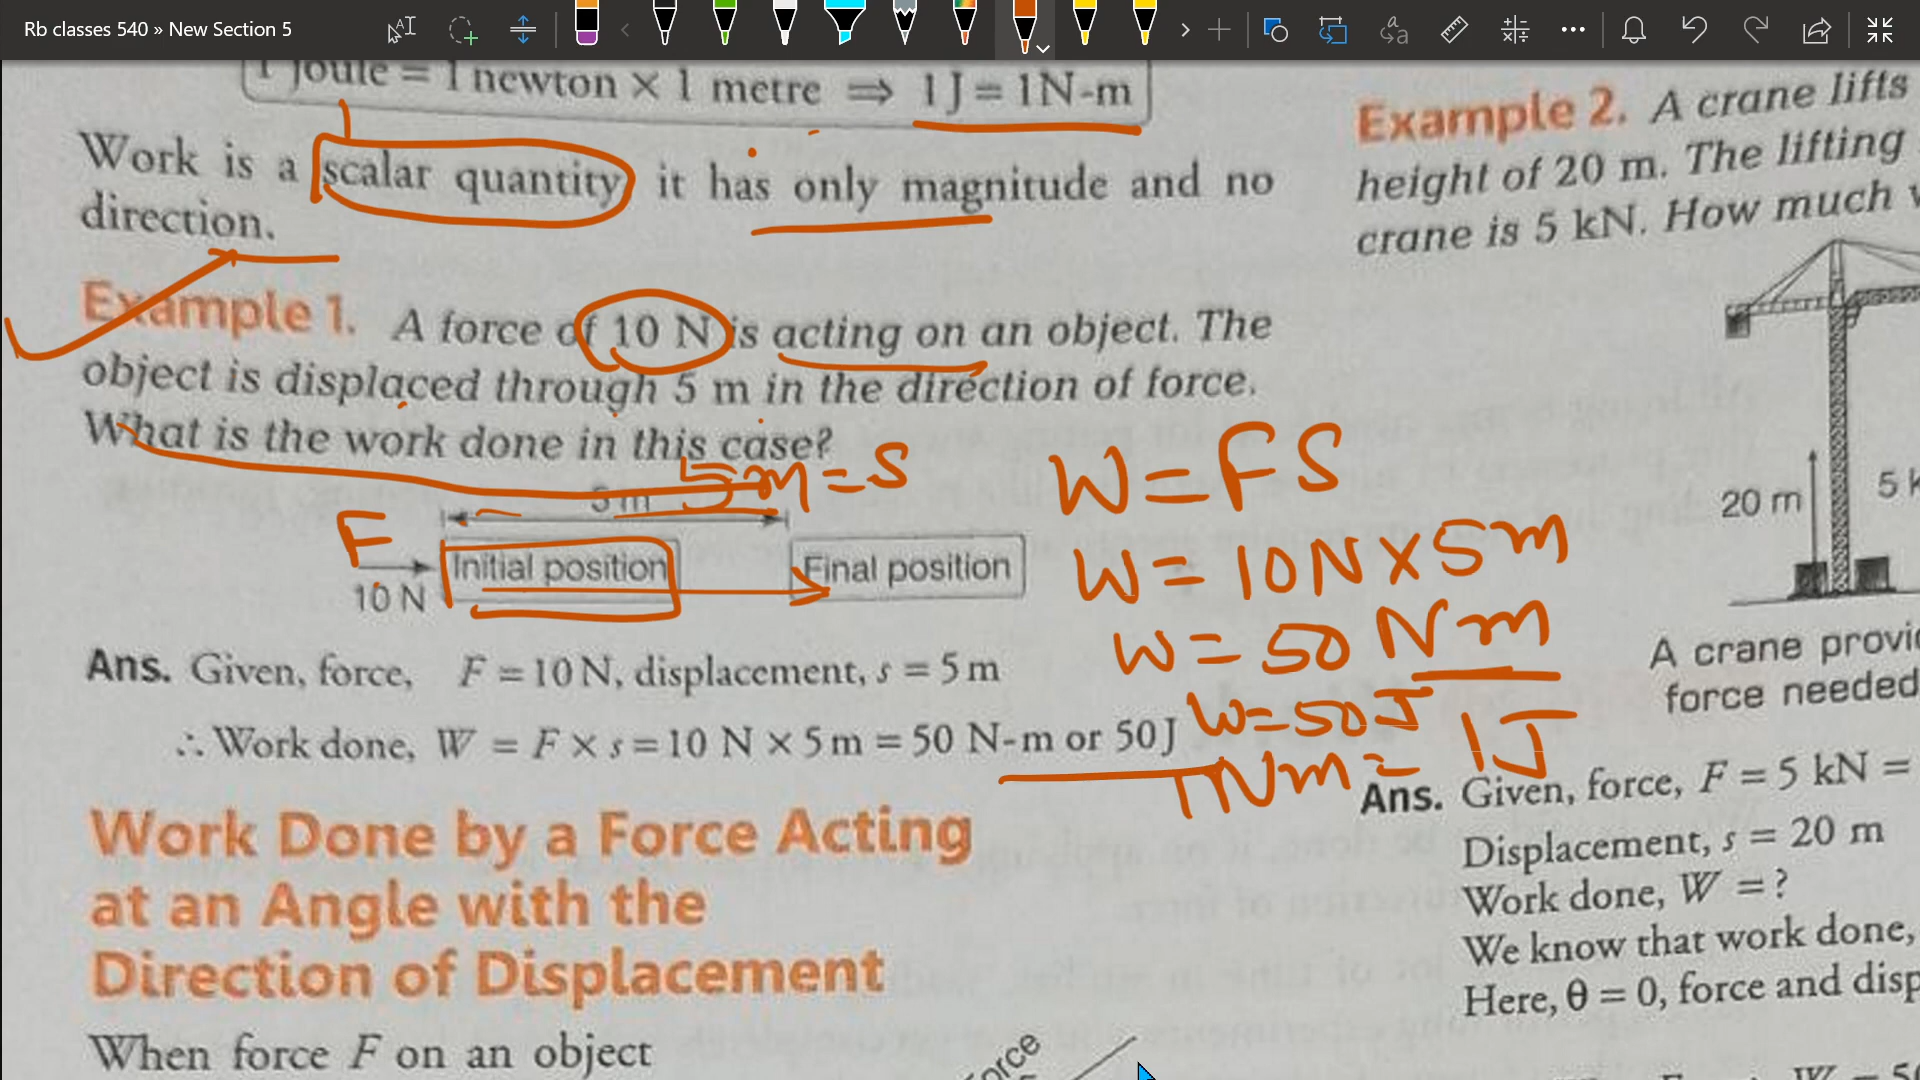 Rb classes 540 » New Section 5
1 joule = 1 newton × 1 metre ⇒ 1 J = 1N-m
Work is a scalar quantity it has only magnitude and no
direction.
Example 1. A force of 10 N is acting on an object. The
object is displaced through 5 m in the direction of force.
What is the work done in this case?
5m = S
5 m
F
10 N
Initial position
Final position
W = FS
W = 10N × 5m
W = 50 Nm
W = 50J
1Nm = 1J
Ans. Given, force, F = 10 N, displacement, s = 5 m
∴ Work done, W = F × s = 10 N × 5 m = 50 N-m or 50 J
Work Done by a Force Acting
at an Angle with the
Direction of Displacement
When force F on an object
Example 2. A crane lifts
height of 20 m. The lifting
crane is 5 kN. How much
20 m
5
A crane
force needed
Ans. Given, force, F = 5 kN =
Displacement, s = 20 m
Work done, W = ?
We know that work done,
Here, θ = 0, force and